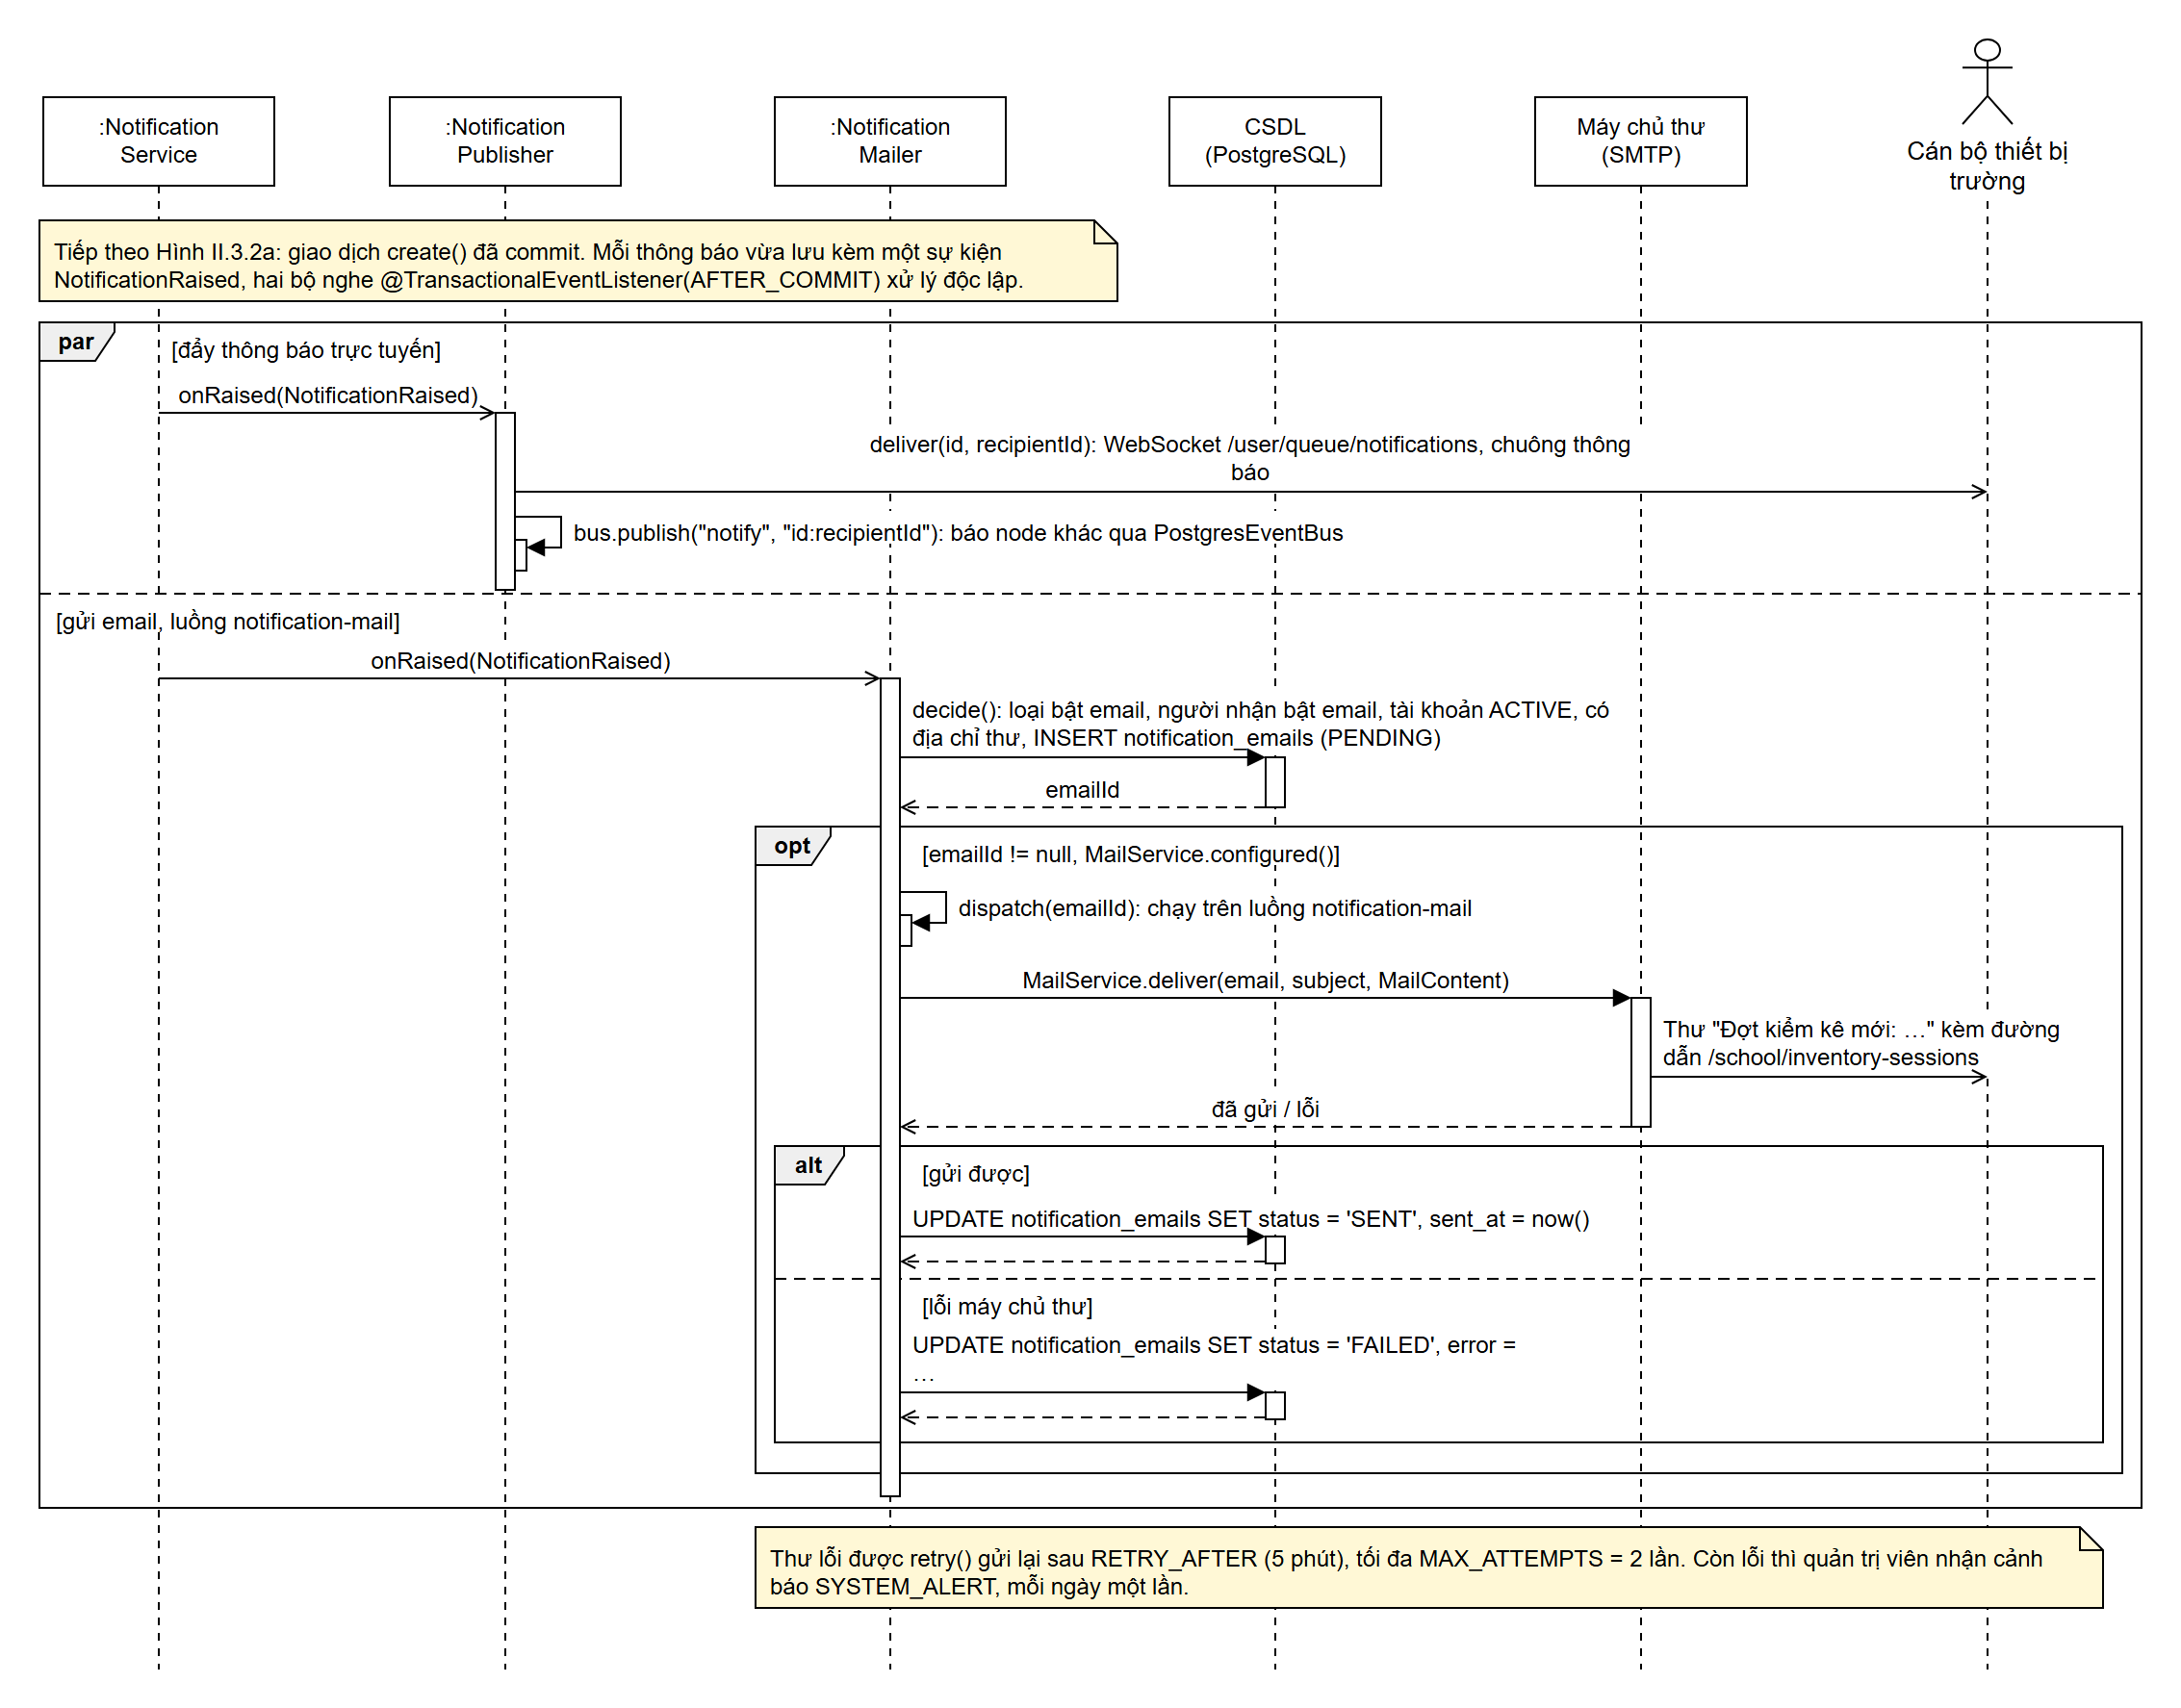 :Notification
Service
:Notification
Publisher
:Notification
Mailer
CSDL
(PostgreSQL)
Máy chủ thư
(SMTP)
Cán bộ thiết bị
trường
Tiếp theo Hình II.3.2a: giao dịch create() đã commit. Mỗi thông báo vừa lưu kèm một sự kiện
NotificationRaised, hai bộ nghe @TransactionalEventListener(AFTER_COMMIT) xử lý độc lập.
par
[đẩy thông báo trực tuyến]
onRaised(NotificationRaised)
deliver(id, recipientId): WebSocket /user/queue/notifications, chuông thông
báo
bus.publish("notify", "id:recipientId"): báo node khác qua PostgresEventBus
[gửi email, luồng notification-mail]
onRaised(NotificationRaised)
decide(): loại bật email, người nhận bật email, tài khoản ACTIVE, có
địa chỉ thư, INSERT notification_emails (PENDING)
emailId
opt
[emailId != null, MailService.configured()]
dispatch(emailId): chạy trên luồng notification-mail
MailService.deliver(email, subject, MailContent)
Thư "Đợt kiểm kê mới: …" kèm đường
dẫn /school/inventory-sessions
đã gửi / lỗi
alt
[gửi được]
UPDATE notification_emails SET status = 'SENT', sent_at = now()
[lỗi máy chủ thư]
UPDATE notification_emails SET status = 'FAILED', error =
…
Thư lỗi được retry() gửi lại sau RETRY_AFTER (5 phút), tối đa MAX_ATTEMPTS = 2 lần. Còn lỗi thì quản trị viên nhận cảnh
báo SYSTEM_ALERT, mỗi ngày một lần.